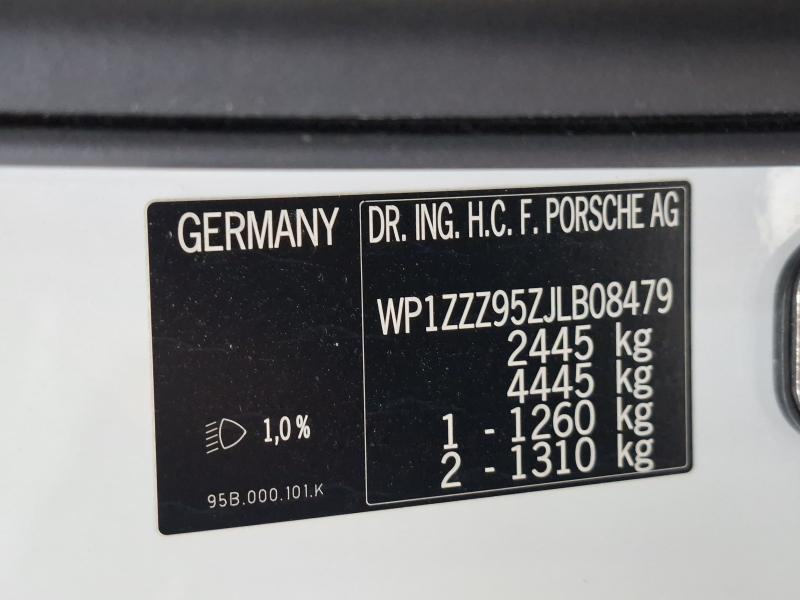 GERMANY
1,0 %
95B.000.101.K
DR. ING. H.C. F. PORSCHE AG
WP1ZZZ95ZJLB08479
2445 kg
4445 kg
1 - 1260 kg
2 - 1310 kg